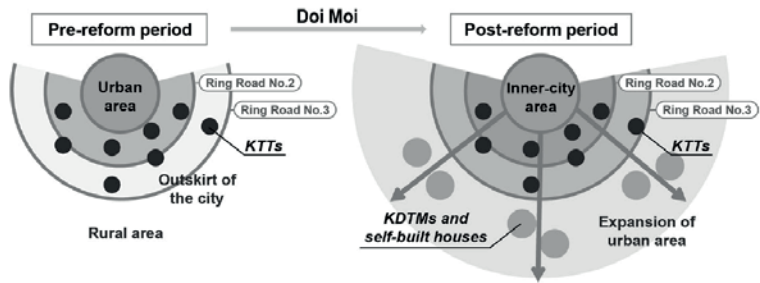 Doi Moi
Pre-reform period
Urban
area
Ring Road No.2
Ring Road No.3
KTTs
Outskirt of
the city
Rural area
Post-reform period
Inner-city
area
Ring Road No.2
Ring Road No.3
KTTs
KDTMs and
self-built houses
Expansion of
urban area